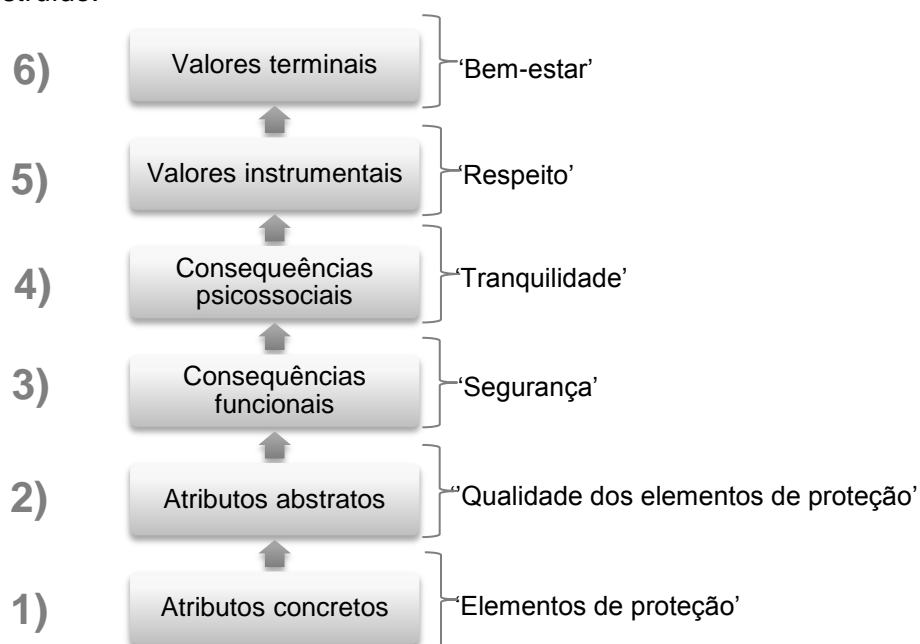 6) Valores terminais ‘Bem-estar’
5) Valores instrumentais ‘Respeito’
4) Consequeências
psicossociais ‘Tranquilidade’
3) Consequências
funcionais ‘Segurança’
2) Atributos abstratos ‘’Qualidade dos elementos de proteção’
1) Atributos concretos ‘Elementos de proteção’